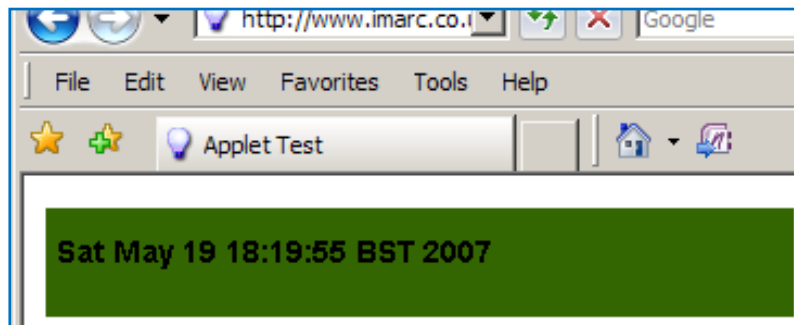 http://www.imarc.co.u
Google
File Edit View Favorites Tools Help
Applet Test
Sat May 19 18:19:55 BST 2007